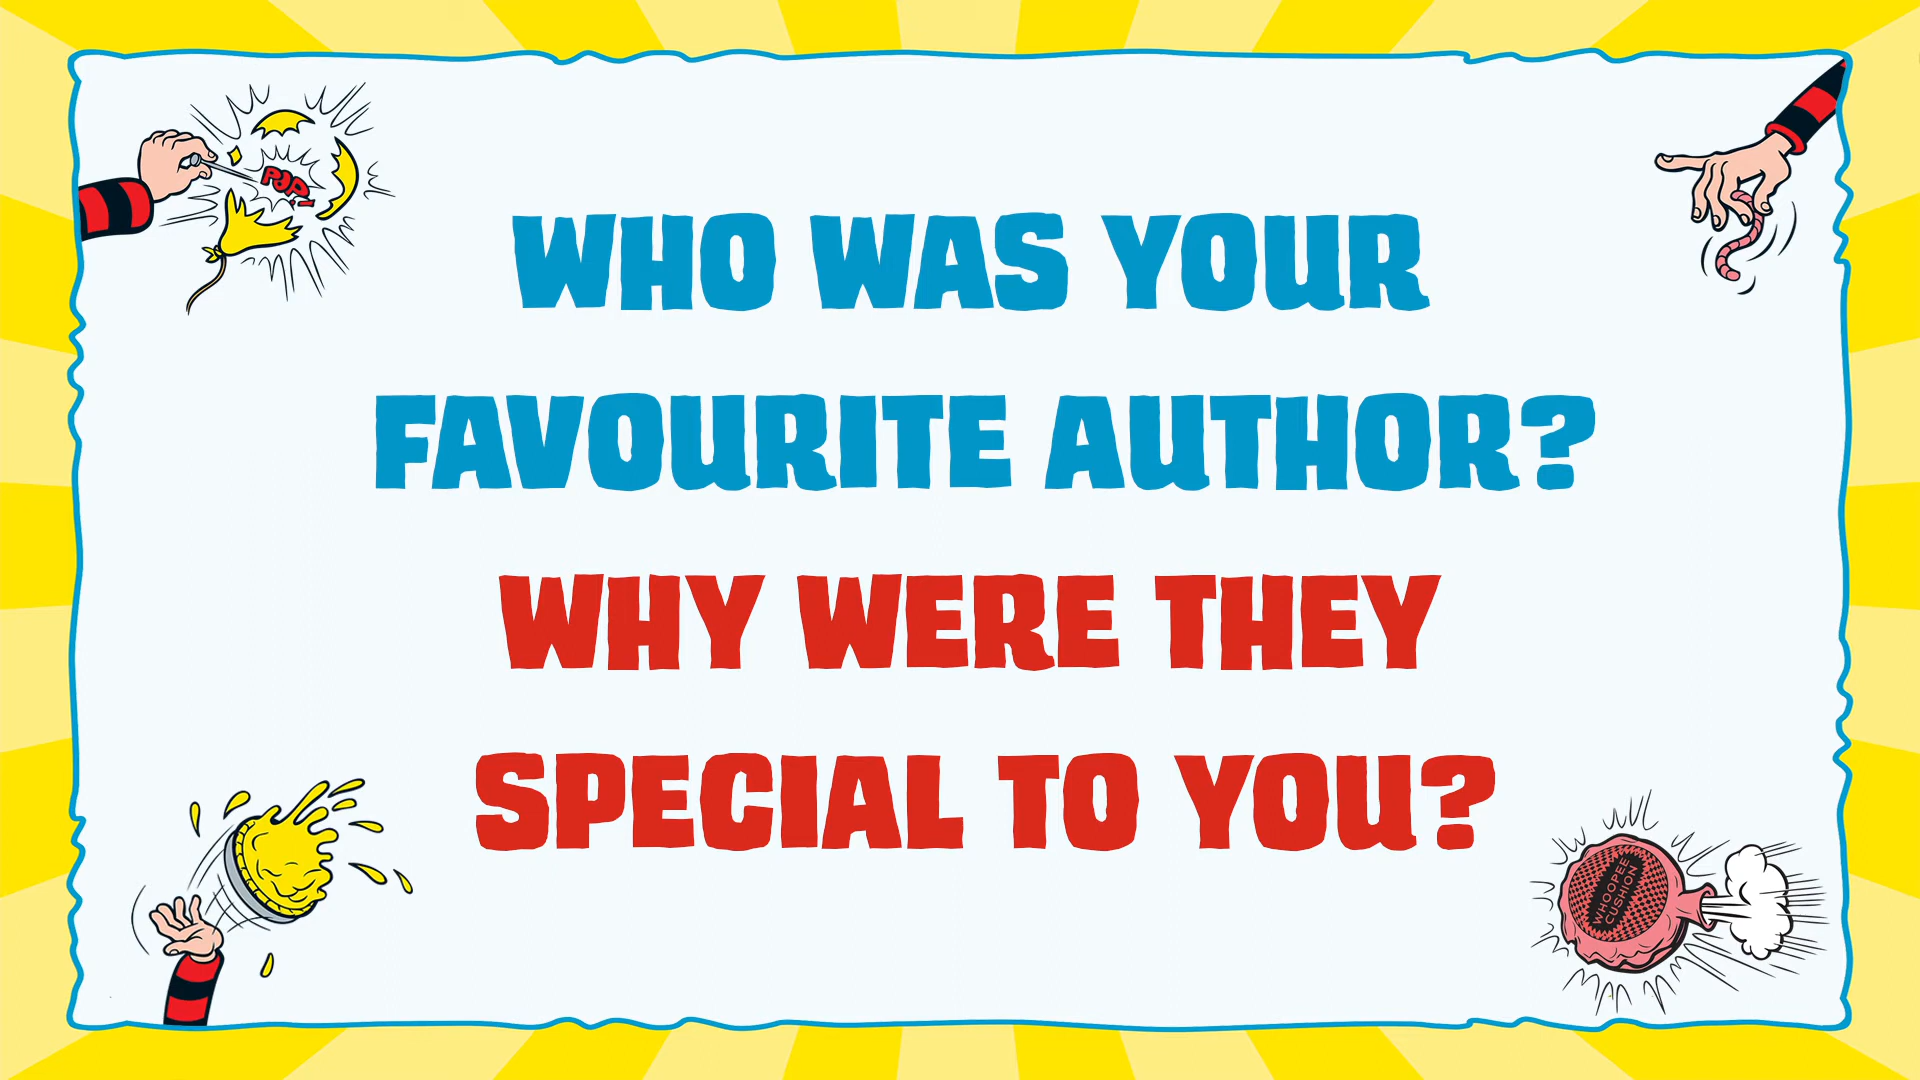 POP!
WHO WAS YOUR
FAVOURITE AUTHOR?
WHY WERE THEY
SPECIAL TO YOU?
WHOOPEE
CUSHION